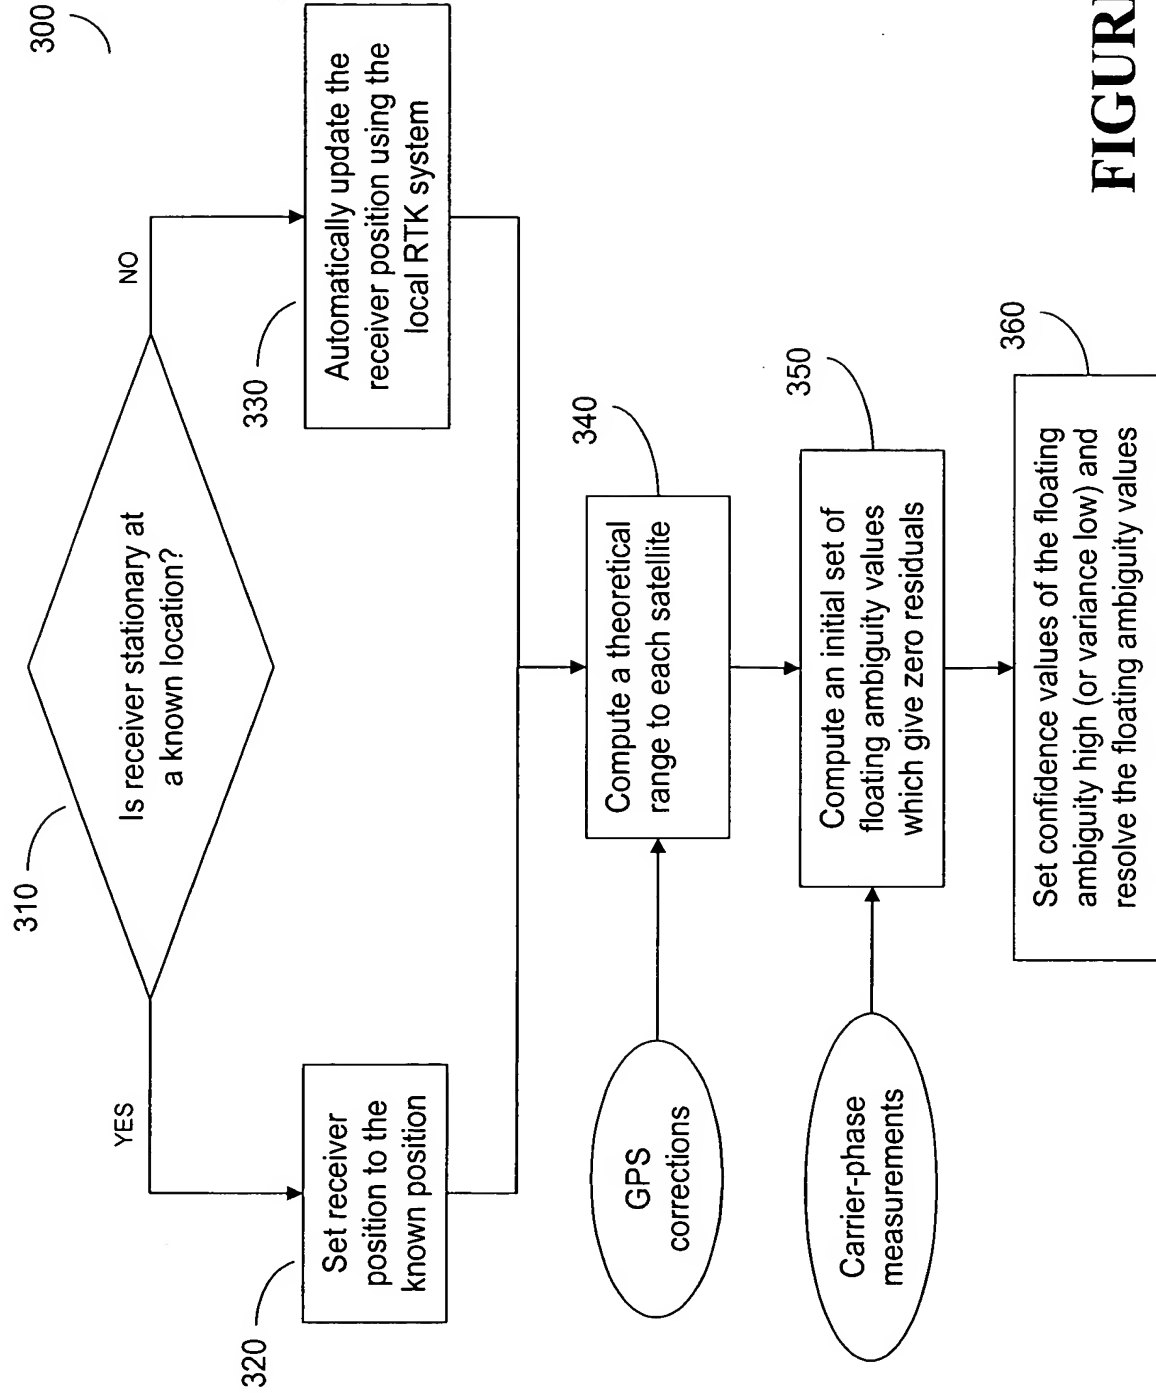 300
310
Is receiver stationary at
a known location?
YES
NO
320
Set receiver
position to the
known position
330
Automatically update the
receiver position using the
local RTK system
GPS
corrections
340
Compute a theoretical
range to each satellite
Carrier-phase
measurements
350
Compute an initial set of
floating ambiguity values
which give zero residuals
360
Set confidence values of the floating
ambiguity high (or variance low) and
resolve the floating ambiguity values